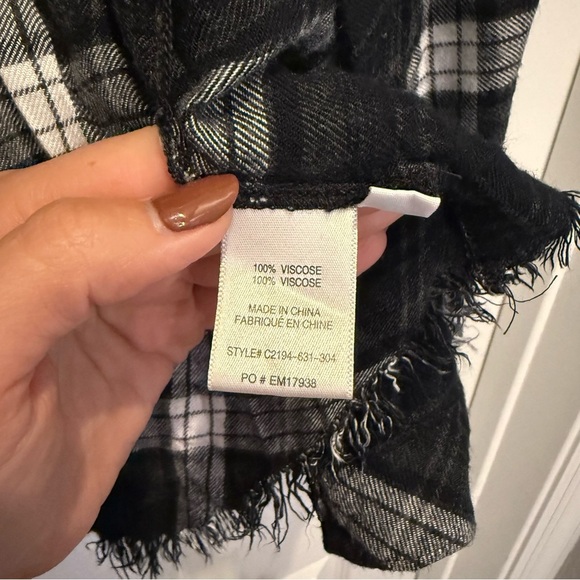 100% VISCOSE
100% VISCOSE
MADE IN CHINA
FABRIQUÉ EN CHINE
STYLE# C2194-631-304
PO # EM17938